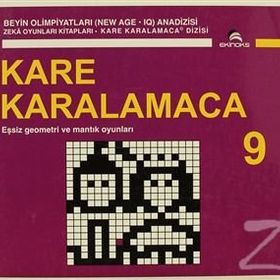 BEYİN OLİMPİYATLARI (NEW AGE - IQ) ANADİZİSİ
ZEKÂ OYUNLARI KİTAPLARI • KARE KARALAMACA® DİZİSİ
EKİNOKS
KARE
KARALAMACA
Eşsiz geometri ve mantık oyunları
9